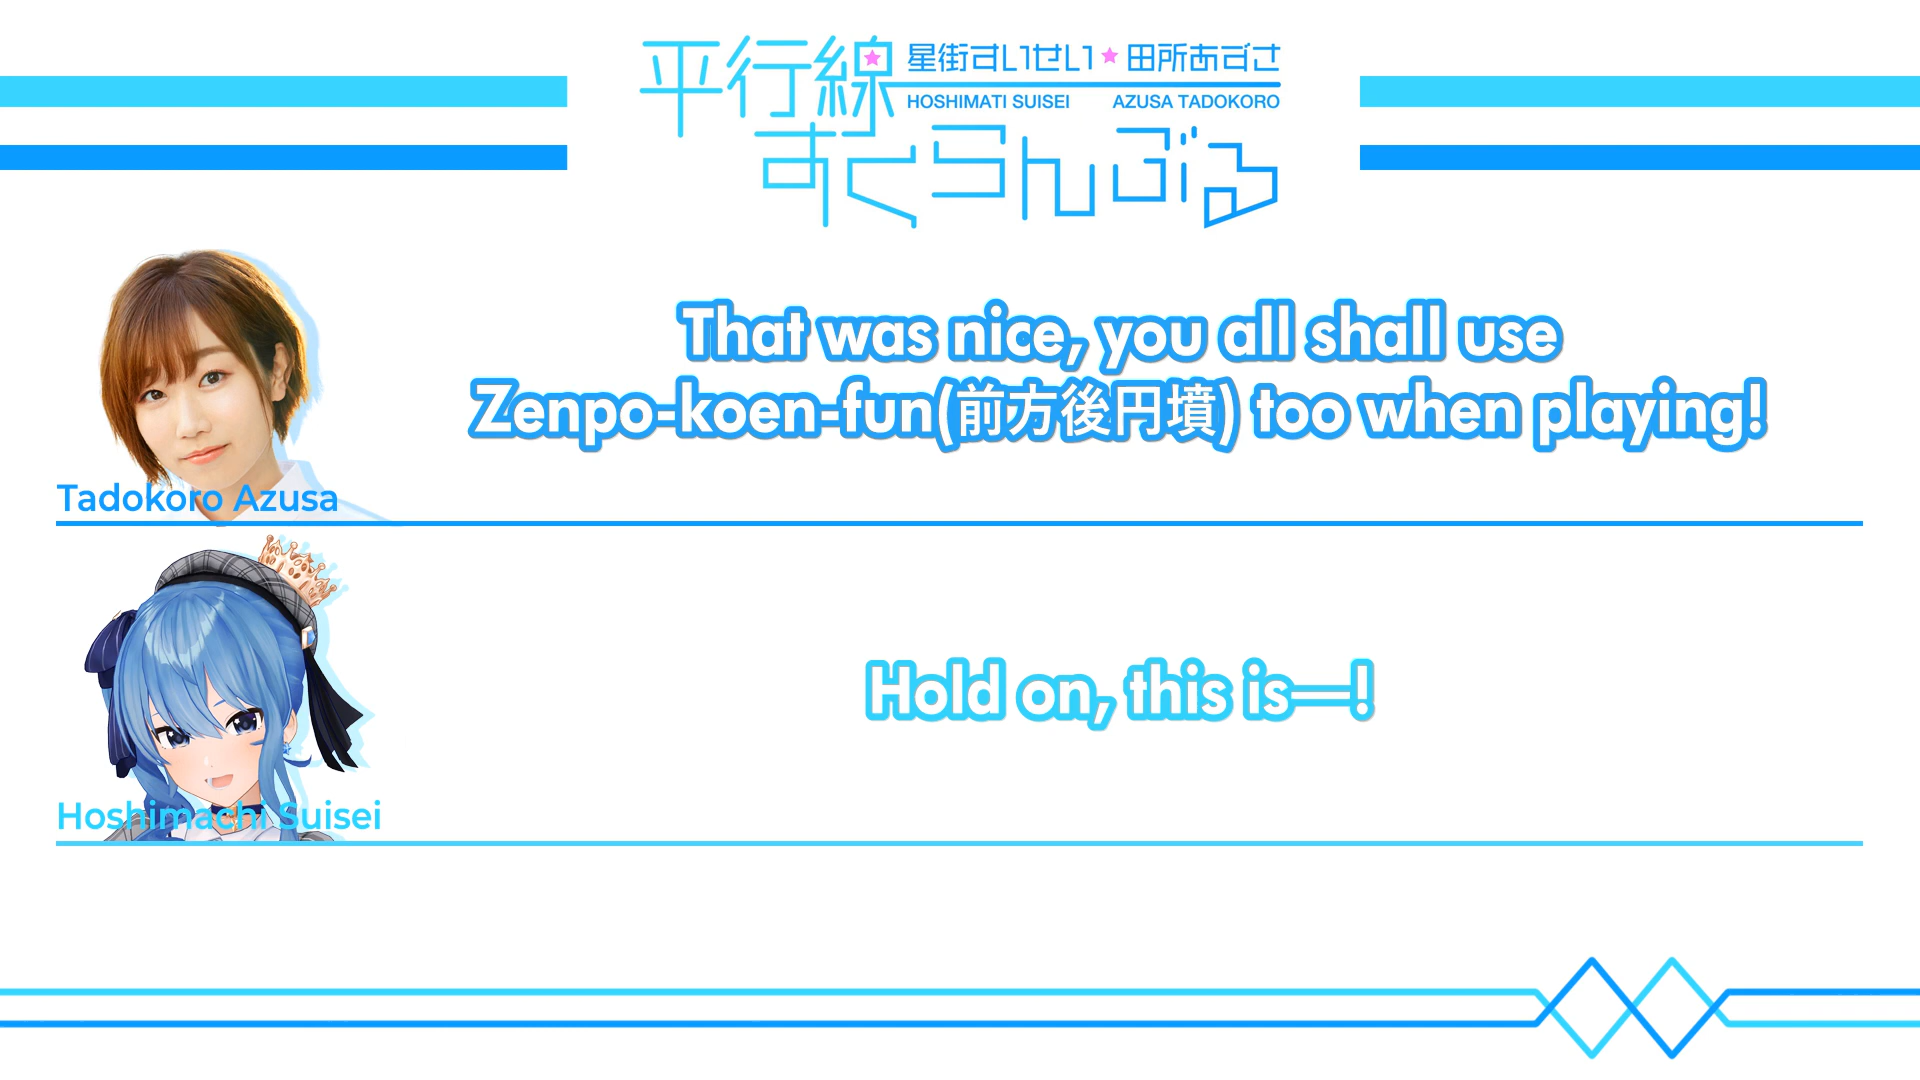 平行線
星街すいせい★田所あずさ
HOSHIMATI SUISEI AZUSA TADOKORO
すくらんぶる
That was nice, you all shall use
Zenpo-koen-fun(前方後円墳) too when playing!
Tadokoro Azusa
Hold on, this is—!
Hoshimachi Suisei